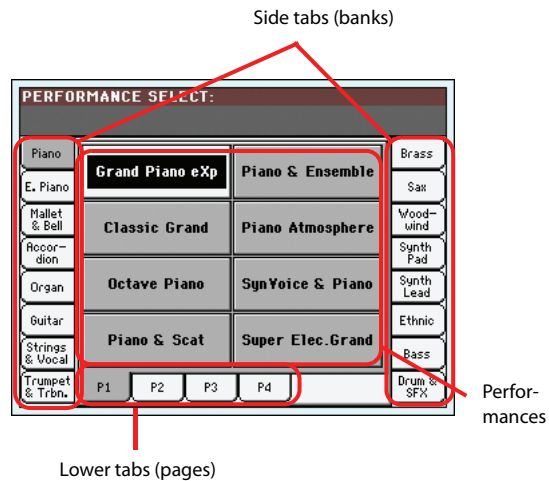 Side tabs (banks)
PERFORMANCE SELECT:
Piano
E. Piano
Mallet
& Bell
Accor-
dion
Organ
Guitar
Strings
& Vocal
Trumpet
& Trbn.
Grand Piano eXp
Piano & Ensemble
Classic Grand
Piano Atmosphere
Octave Piano
SynVoice & Piano
Piano & Scat
Super Elec.Grand
Brass
Sax
Wood-
wind
Synth
Pad
Synth
Lead
Ethnic
Bass
Drum &
SFX
P1
P2
P3
P4
Perfor-
mances
Lower tabs (pages)